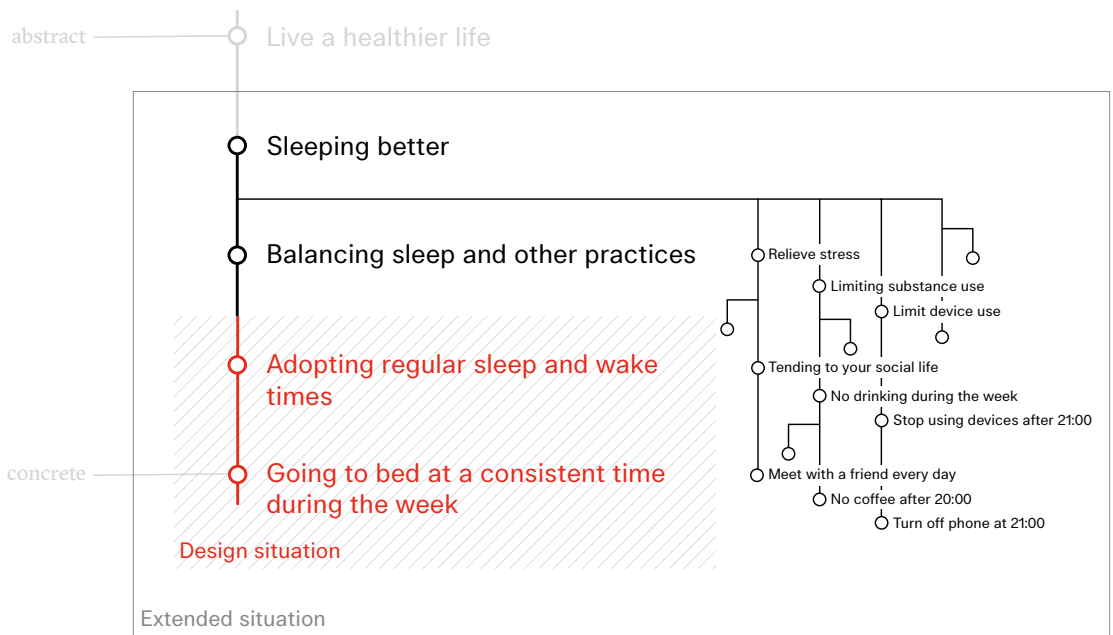 abstract
Live a healthier life
Sleeping better
Balancing sleep and other practices
Relieve stress
Limiting substance use
Limit device use
Adopting regular sleep and wake
times
Tending to your social life
No drinking during the week
Stop using devices after 21:00
concrete
Going to bed at a consistent time
during the week
Meet with a friend every day
No coffee after 20:00
Turn off phone at 21:00
Design situation
Extended situation